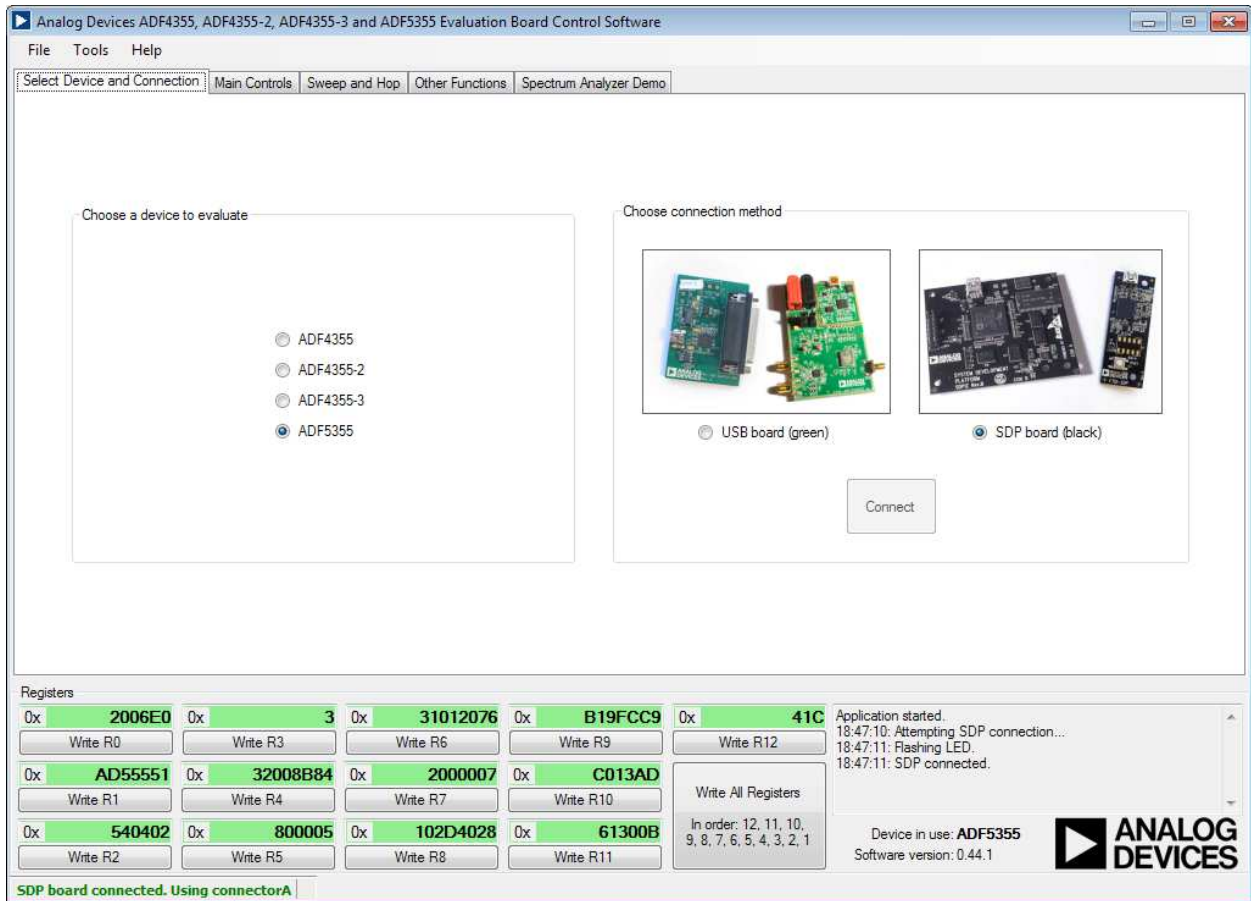 Analog Devices ADF4355, ADF4355-2, ADF4355-3 and ADF5355 Evaluation Board Control Software
File Tools Help
Select Device and Connection Main Controls Sweep and Hop Other Functions Spectrum Analyzer Demo
Choose a device to evaluate
ADF4355
ADF4355-2
ADF4355-3
ADF5355
Choose connection method
ANALOG DEVICES
SYSTEM DEVELOPMENT
PLATFORM
USB board (green)
SDP board (black)
Connect
Registers
0x 2006E0 0x 3 0x 31012076 0x B19FCC9 0x 41C
Write R0 Write R3 Write R6 Write R9 Write R12
0x AD55551 0x 32008B84 0x 2000007 0x C013AD
Write R1 Write R4 Write R7 Write R10
0x 540402 0x 800005 0x 102D4028 0x 61300B
Write R2 Write R5 Write R8 Write R11
Write All Registers
In order: 12, 11, 10,
9, 8, 7, 6, 5, 4, 3, 2, 1
Application started.
18:47:10: Attempting SDP connection...
18:47:11: Flashing LED.
18:47:11: SDP connected.
Device in use: ADF5355
Software version: 0.44.1
ANALOG
DEVICES
SDP board connected. Using connectorA